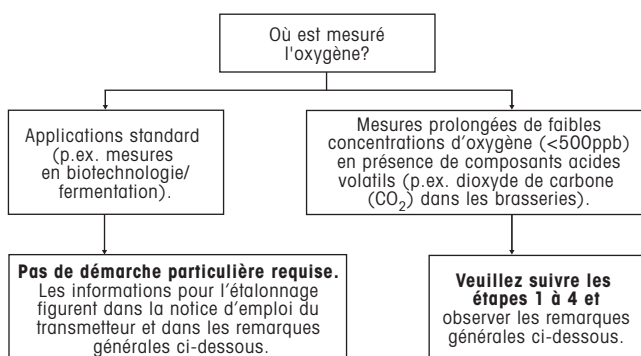 Où est mesuré
l'oxygène?
Applications standard
(p.ex. mesures
en biotechnologie/
fermentation).
Mesures prolongées de faibles
concentrations d'oxygène (<500ppb)
en présence de composants acides
volatils (p.ex. dioxyde de carbone
(CO2) dans les brasseries).
Pas de démarche particulière requise.
Les informations pour l'étalonnage
figurent dans la notice d'emploi du
transmetteur et dans les remarques
générales ci-dessous.
Veuillez suivre les
étapes 1 à 4 et
observer les remarques
générales ci-dessous.